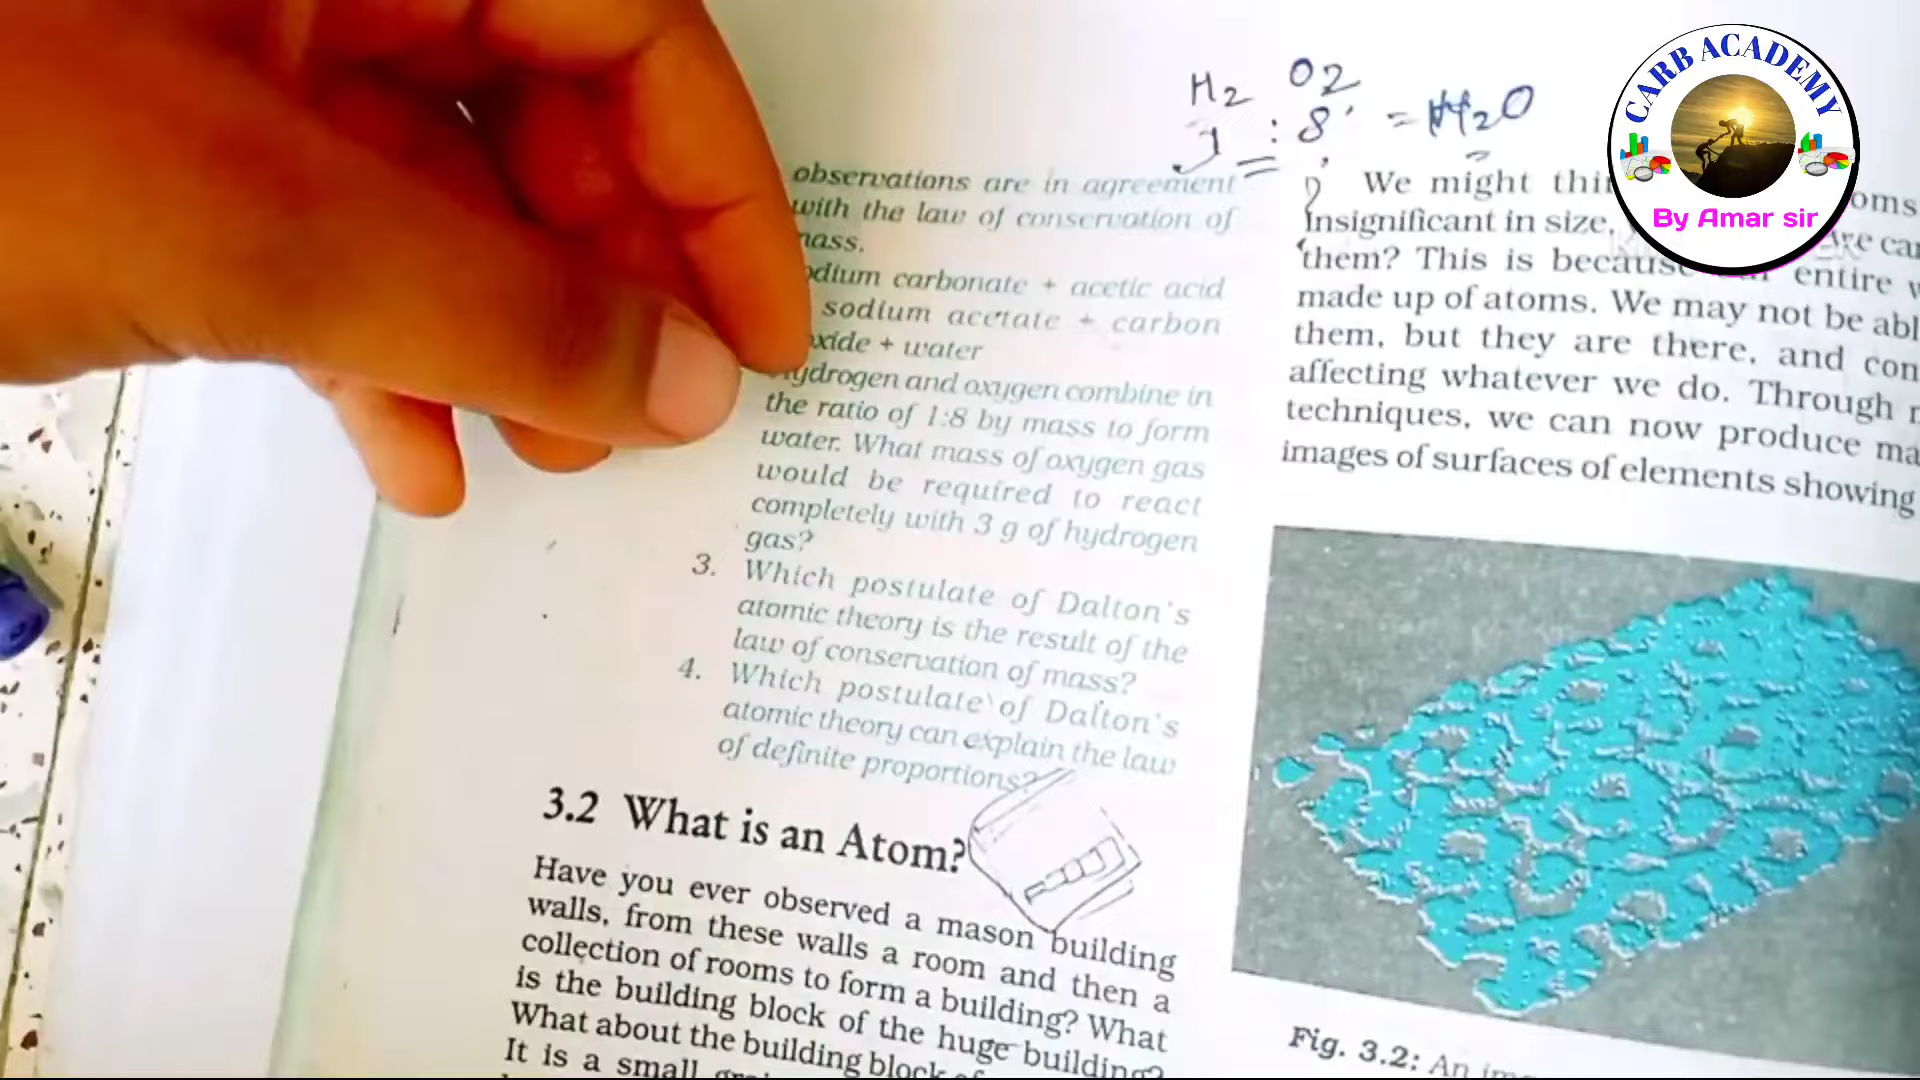 H2 O2
1 : 8 = H2O
observations are in agreement
with the law of conservation of
mass.
carbonate + acetic acid
sodium acetate + carbon
+ water
hydrogen and oxygen combine in
the ratio of 1:8 by mass to form
water. What mass of oxygen gas
would be required to react
completely with 3 g of hydrogen
gas?
3. Which postulate of Dalton's
atomic theory is the result of the
law of conservation of mass?
4. Which postulate of Dalton's
atomic theory can explain the law
of definite proportions?
3.2 What is an Atom?
Have you ever observed a mason building
walls, from these walls a room and then a
collection of rooms to form a building? What
is the building block of the huge building?
What about the building block of
It is a small
We might
insignificant in size,
them? This is because entire
made up of atoms. We may not be
them, but they are there, and
affecting whatever we do. Through
techniques, we can now produce
images of surfaces of elements showing
Fig. 3.2: An
CARB ACADEMY
By Amar sir